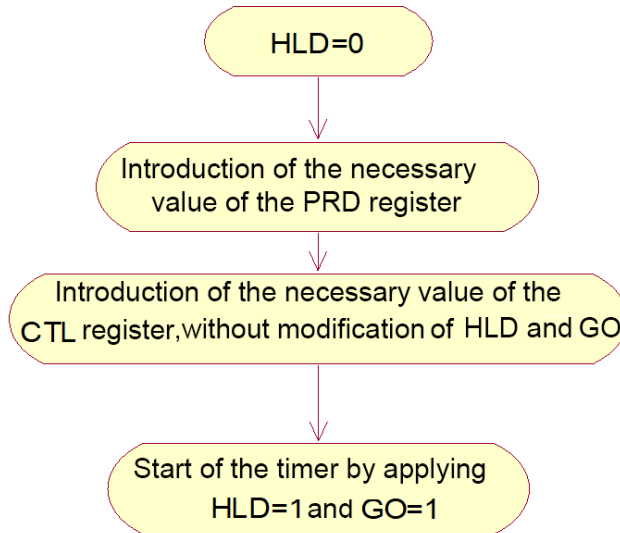 HLD=0
Introduction of the necessary
value of the PRD register
Introduction of the necessary value of the
CTL register,without modification of HLD and GO
Start of the timer by applying
HLD=1 and GO=1